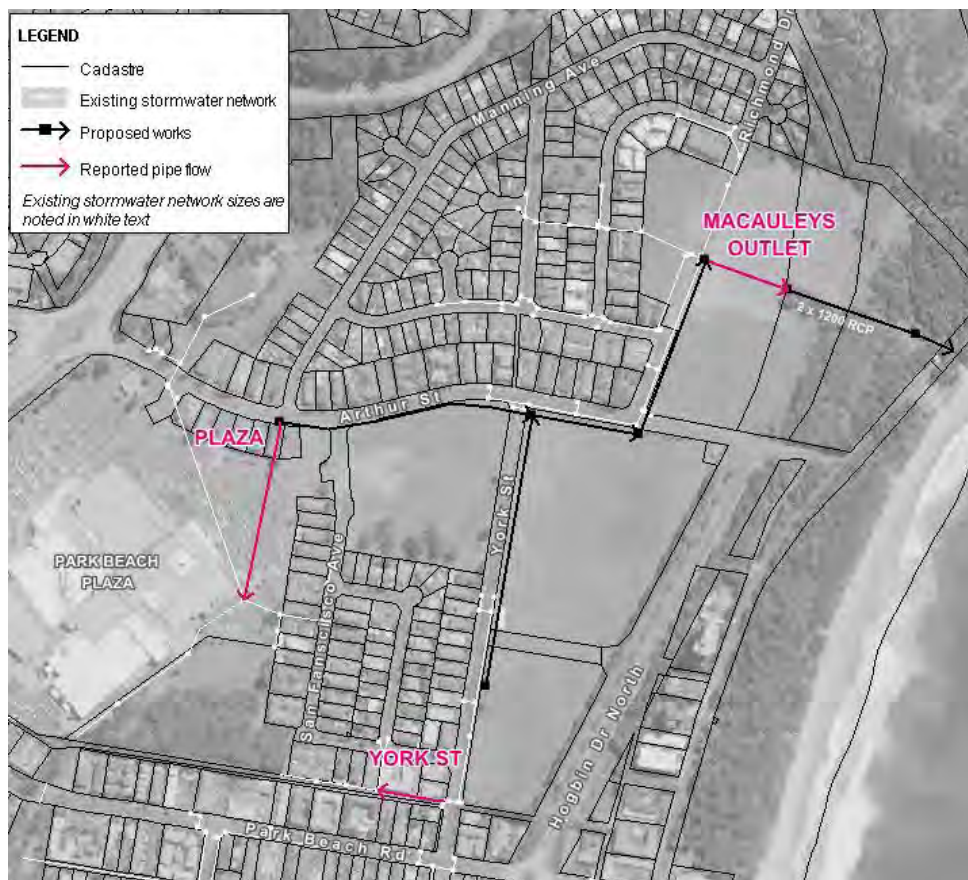 LEGEND
Cadastre
Existing stormwater network
Proposed works
Reported pipe flow
Existing stormwater network sizes are
noted in white text
Manning Ave
Richmond Dr
MACAULEYS
OUTLET
2 x 1200 RCP
Arthur St
PLAZA
York St
PARK BEACH
PLAZA
San Fanscisco Ave
Hogbin Dr North
YORK ST
Park Beach Rd